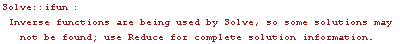 Solve::ifun :
Inverse functions are being used by Solve, so some solutions may
not be found; use Reduce for complete solution information.